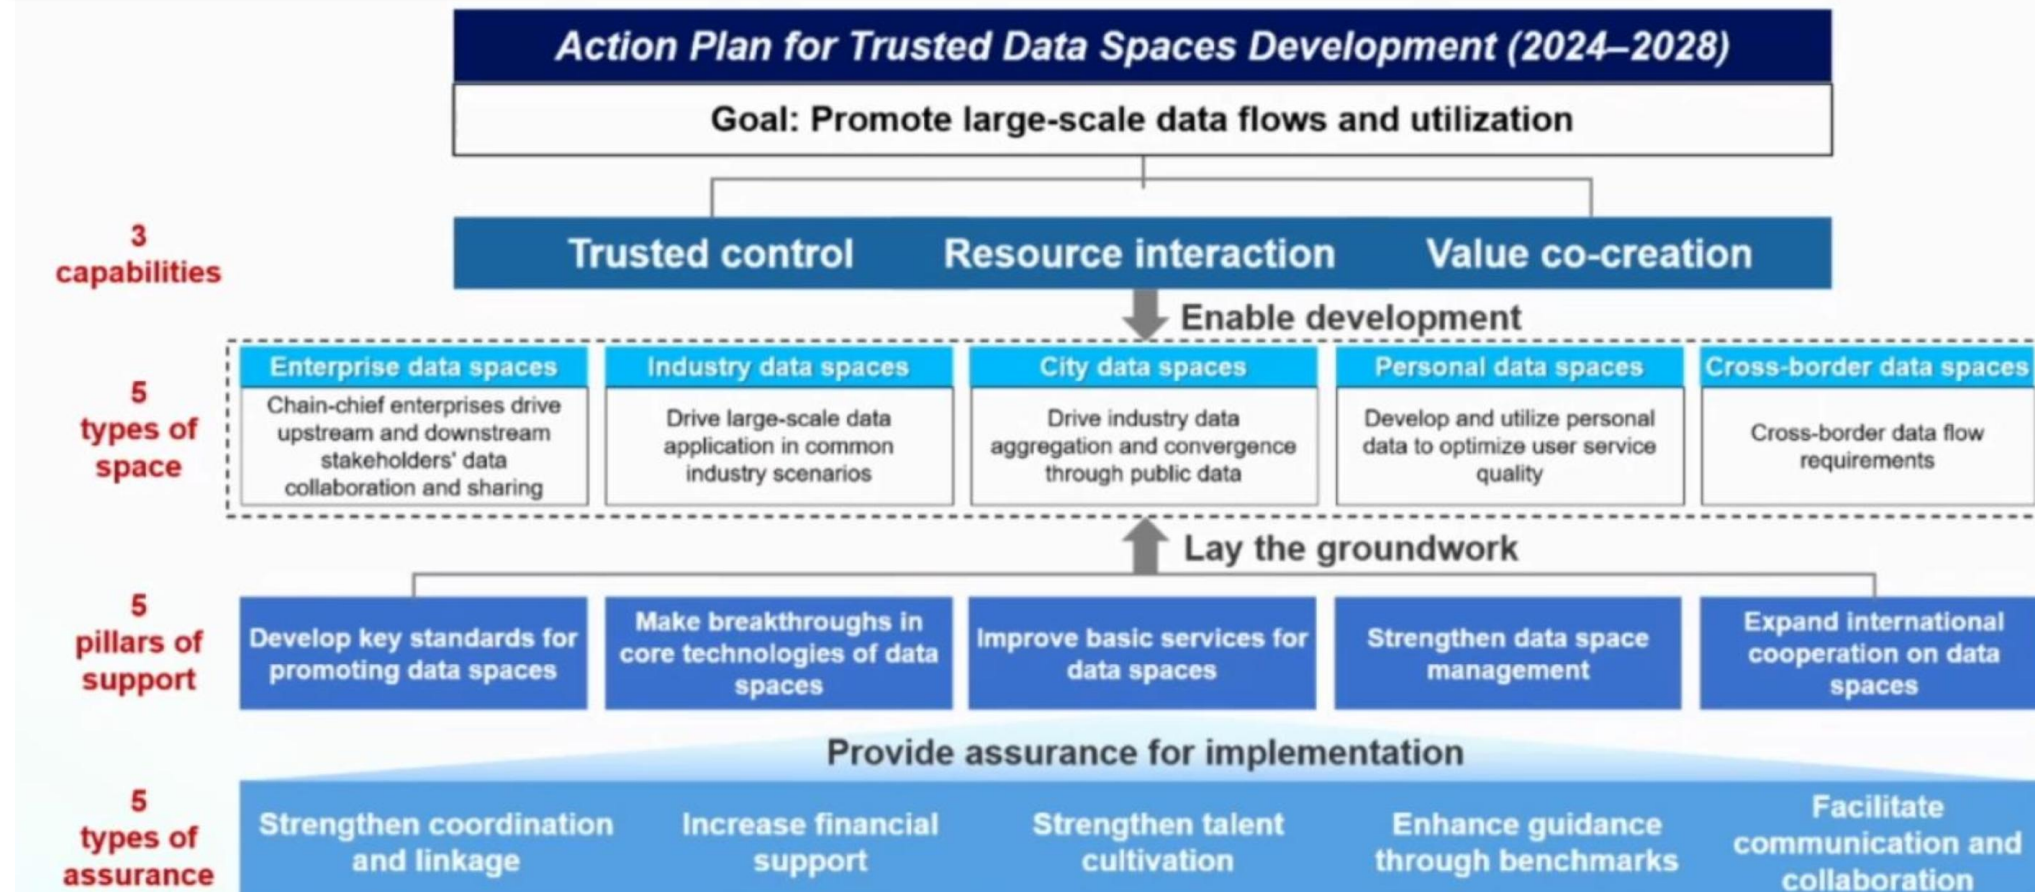 Action Plan for Trusted Data Spaces Development (2024–2028)
Goal: Promote large-scale data flows and utilization
3
capabilities
Trusted control
Resource interaction
Value co-creation
Enable development
5
types of
space
Enterprise data spaces
Chain-chief enterprises drive
upstream and downstream
stakeholders' data
collaboration and sharing
Industry data spaces
Drive large-scale data
application in common
industry scenarios
City data spaces
Drive industry data
aggregation and convergence
through public data
Personal data spaces
Develop and utilize personal
data to optimize user service
quality
Cross-border data spaces
Cross-border data flow
requirements
Lay the groundwork
5
pillars of
support
Develop key standards for
promoting data spaces
Make breakthroughs in
core technologies of data
spaces
Improve basic services for
data spaces
Strengthen data space
management
Expand international
cooperation on data
spaces
Provide assurance for implementation
5
types of
assurance
Strengthen coordination
and linkage
Increase financial
support
Strengthen talent
cultivation
Enhance guidance
through benchmarks
Facilitate
communication and
collaboration